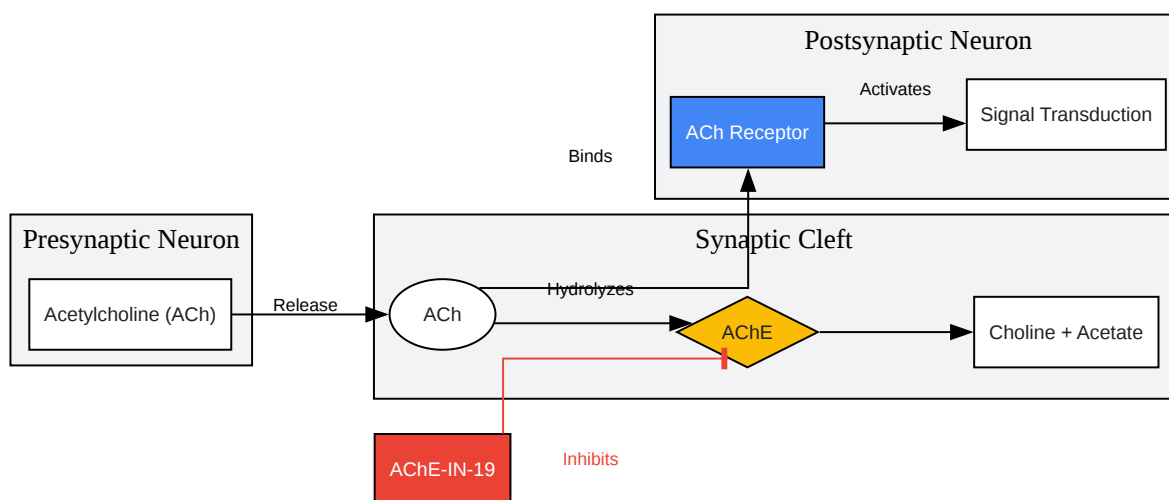 Postsynaptic Neuron
Activates
ACh Receptor
Signal Transduction
Binds
Presynaptic Neuron
Synaptic Cleft
Acetylcholine (ACh)
Release
ACh
Hydrolyzes
AChE
Choline + Acetate
AChE-IN-19
Inhibits